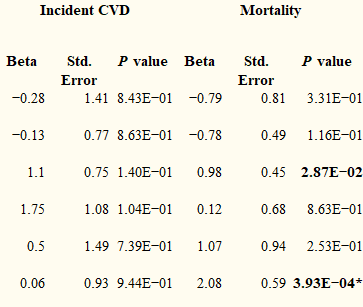 Incident CVD Mortality
Beta Std. Error P value Beta Std. Error P value
−0.28 1.41 8.43E−01 −0.79 0.81 3.31E−01
−0.13 0.77 8.63E−01 −0.78 0.49 1.16E−01
1.1 0.75 1.40E−01 0.98 0.45 2.87E−02
1.75 1.08 1.04E−01 0.12 0.68 8.63E−01
0.5 1.49 7.39E−01 1.07 0.94 2.53E−01
0.06 0.93 9.44E−01 2.08 0.59 3.93E−04*